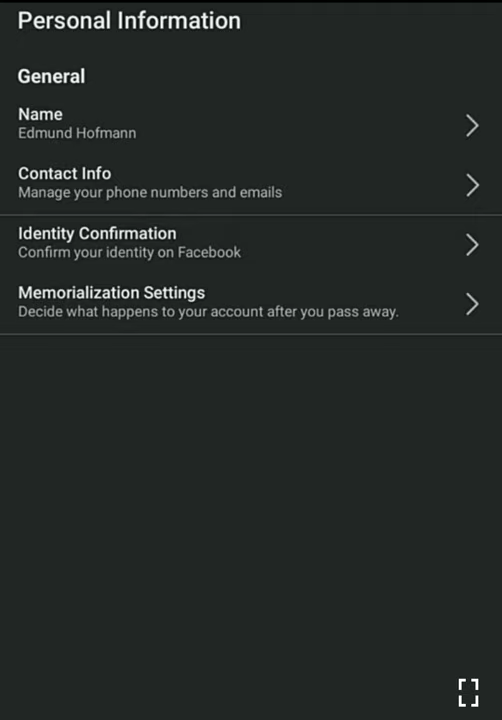 Personal Information
General
Name
Edmund Hofmann
Contact Info
Manage your phone numbers and emails
Identity Confirmation
Confirm your identity on Facebook
Memorialization Settings
Decide what happens to your account after you pass away.